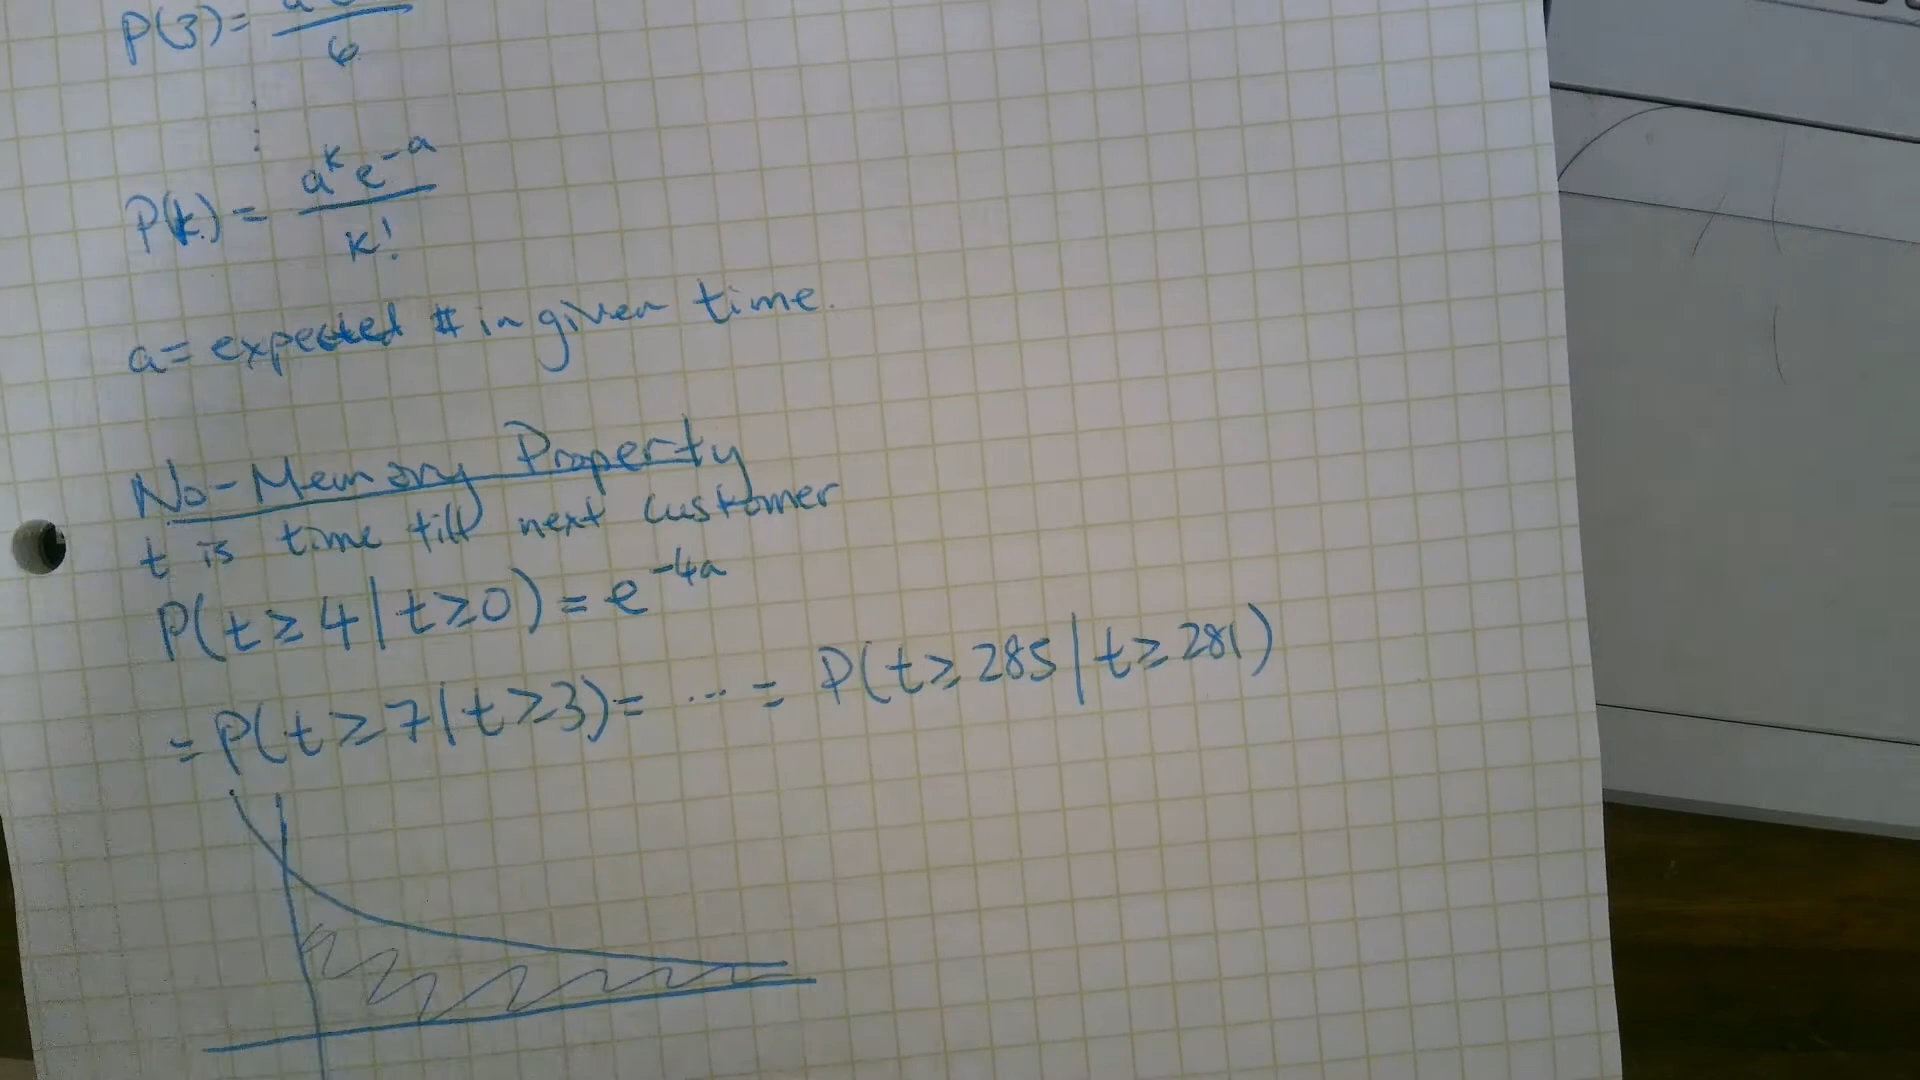 P(3)= /6
⋮
P(k)= a^k e^-a / k!
a= expected # in given time.
No-Memory Property
t is time till next customer
P(t≥4|t≥0)=e^-4a
=P(t≥7|t≥3)= ... = P(t≥285|t≥281)